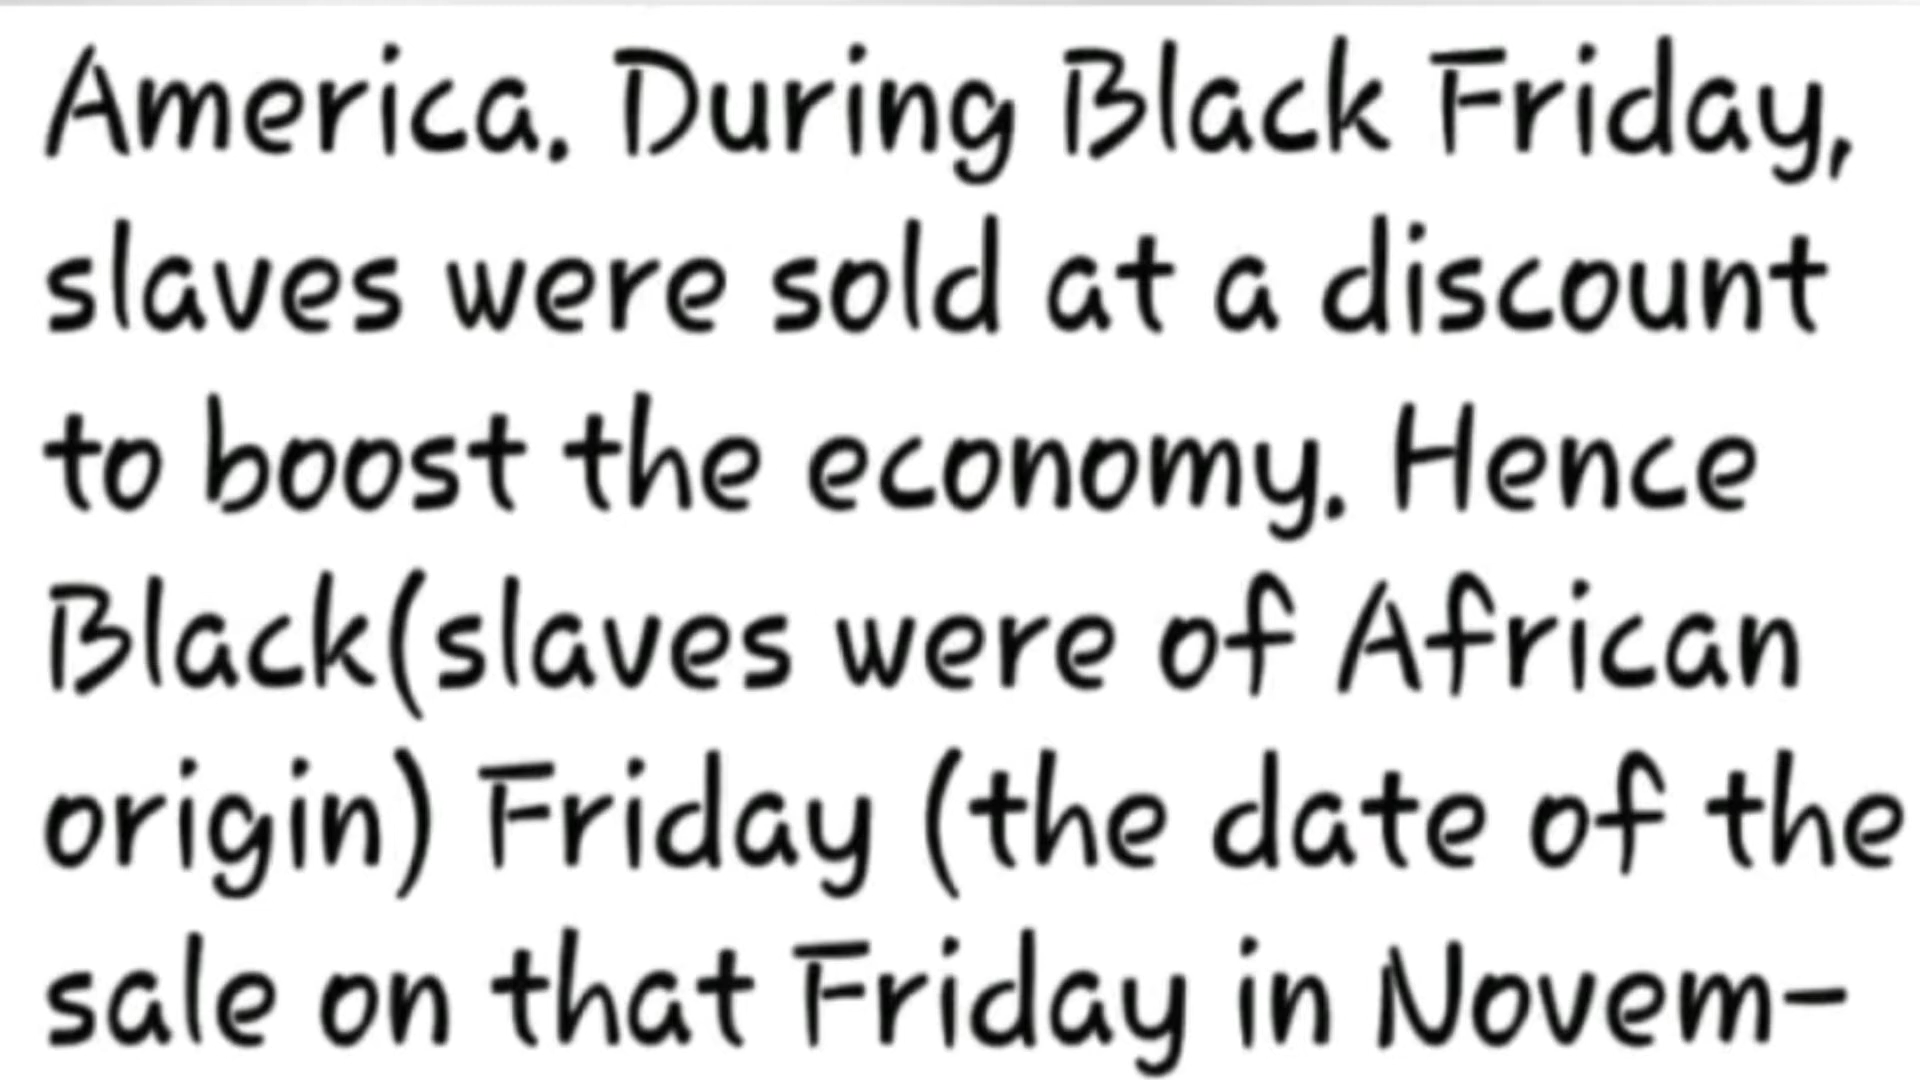 America. During Black Friday,
slaves were sold at a discount
to boost the economy. Hence
Black(slaves were of African
origin) Friday (the date of the
sale on that Friday in Novem-